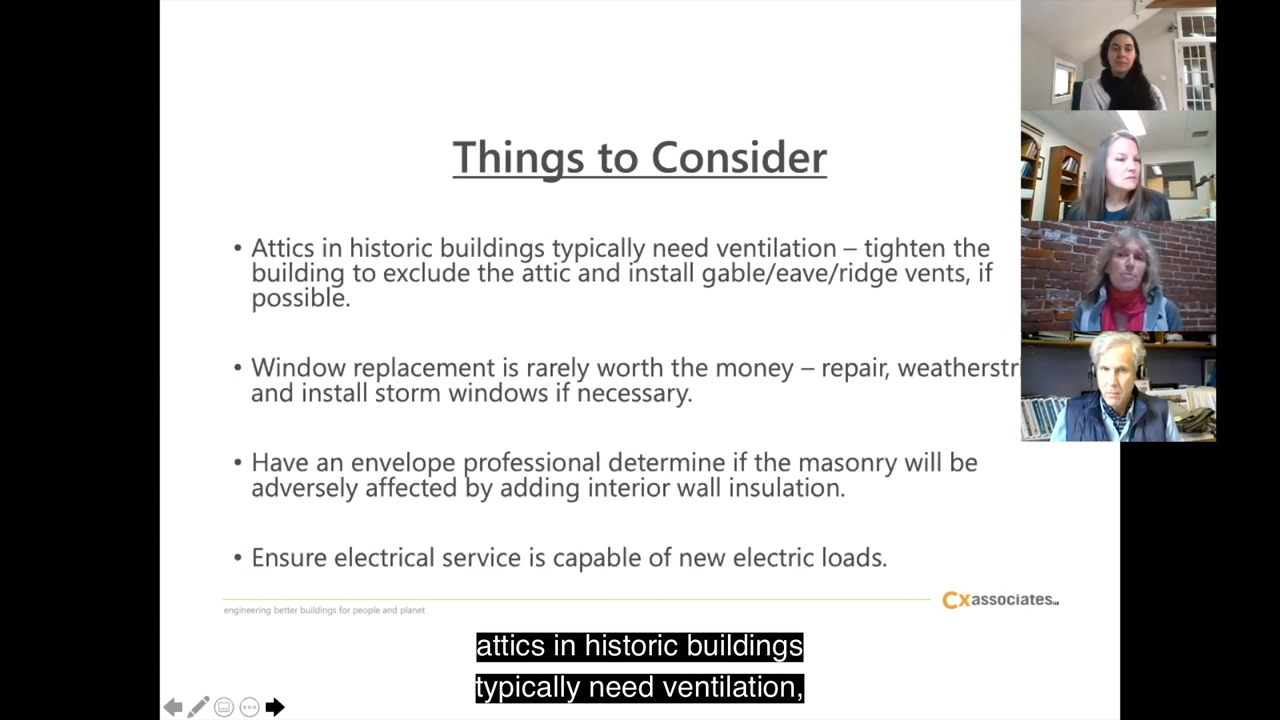 Things to Consider
• Attics in historic buildings typically need ventilation – tighten the
building to exclude the attic and install gable/eave/ridge vents, if
possible.
• Window replacement is rarely worth the money – repair,
and install storm windows if necessary.
• Have an envelope professional determine if the masonry will be
adversely affected by adding interior wall insulation.
• Ensure electrical service is capable of new electric loads.
engineering better buildings for people and planet
Cxassociates
attics in historic buildings
typically need ventilation,